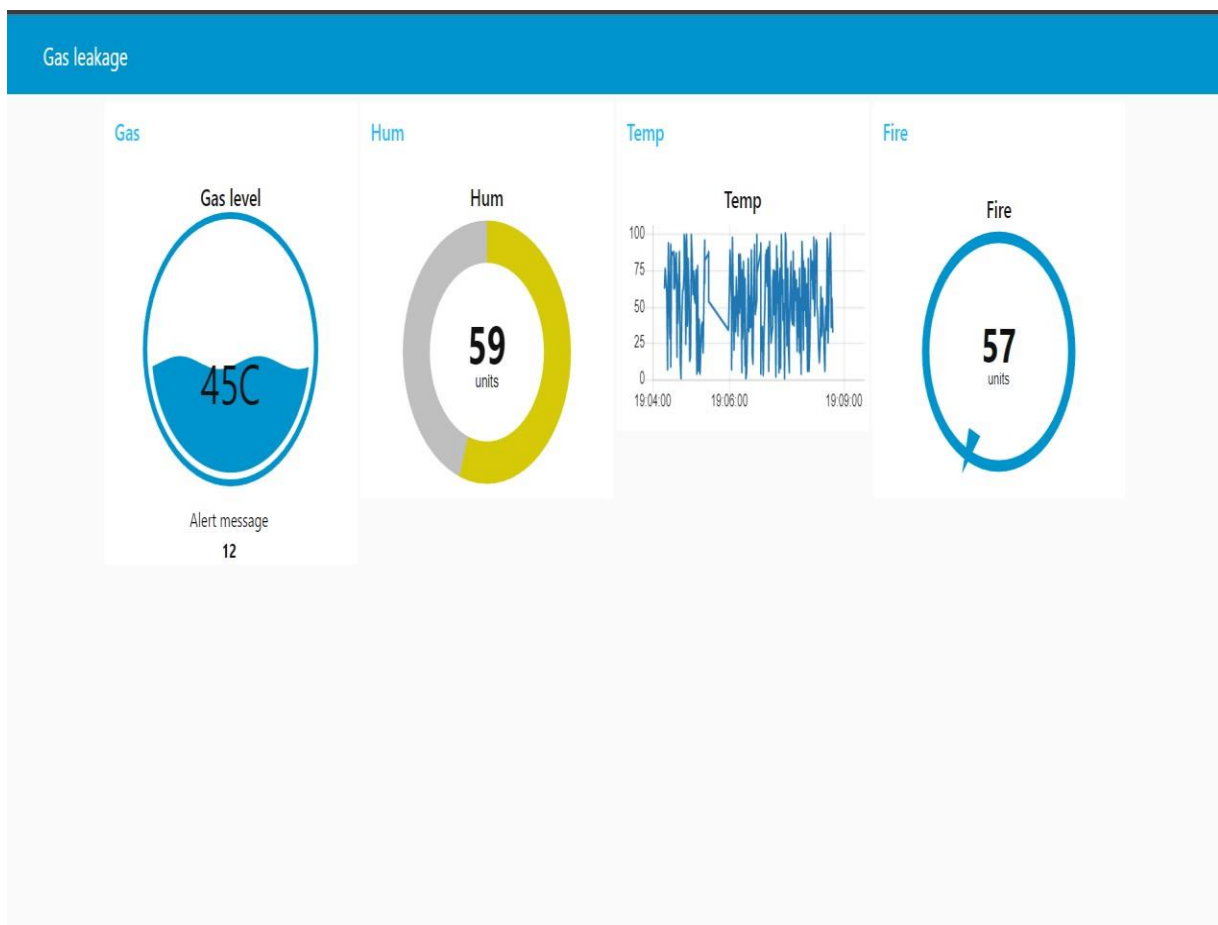 Gas leakage
Gas
Gas level
45C
Alert message
12
Hum
Hum
59
units
Temp
Temp
100
75
50
25
0
19:04:00 19:06:00 19:09:00
Fire
Fire
57
units